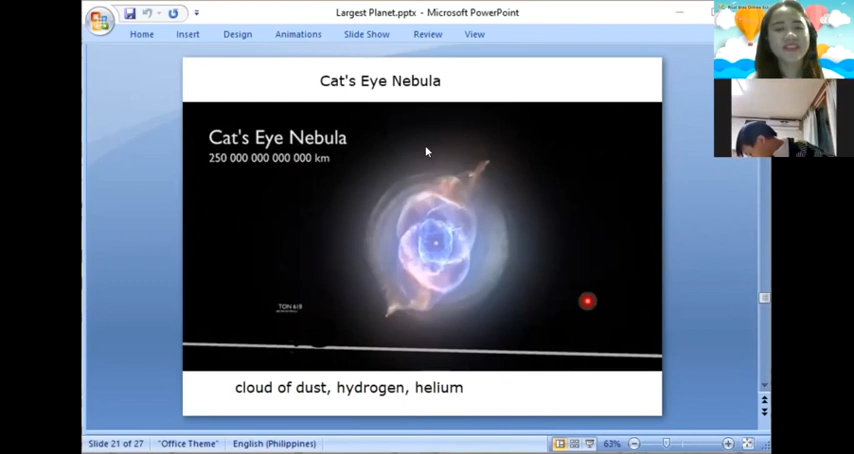 Largest Planet.pptx - Microsoft PowerPoint
Home Insert Design Animations Slide Show Review View
Cat's Eye Nebula
Cat's Eye Nebula
250 000 000 000 000 km
TON 618
cloud of dust, hydrogen, helium
Slide 21 of 27 "Office Theme" English (Philippines) 63%